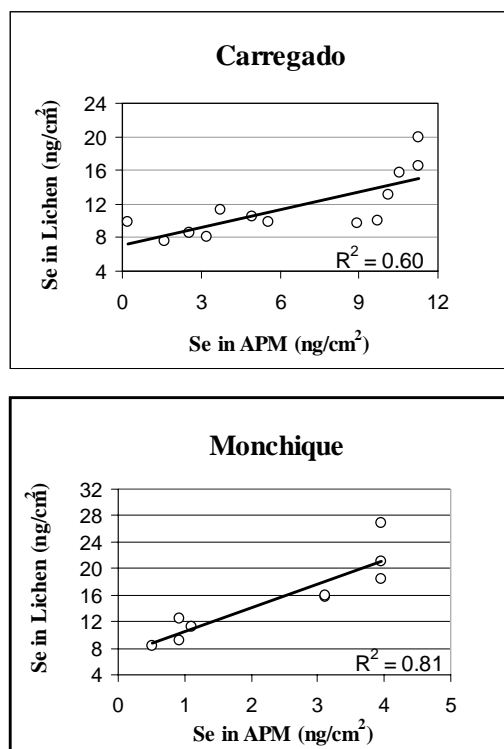 Carregado
Se in Lichen (ng/cm²)
24
20
16
12
8
4
R² = 0.60
0 3 6 9 12
Se in APM (ng/cm²)
Monchique
Se in Lichen (ng/cm²)
32
28
24
20
16
12
8
4
R² = 0.81
0 1 2 3 4 5
Se in APM (ng/cm²)